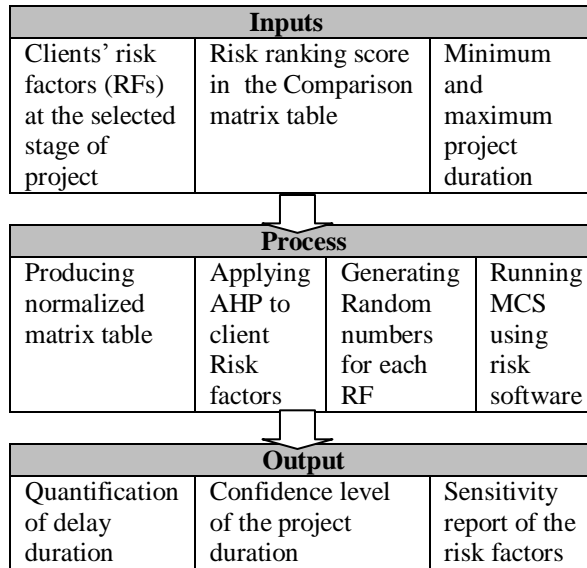 Inputs
Clients’ risk
factors (RFs)
at the selected
stage of
project
Risk ranking score
in the Comparison
matrix table
Minimum
and
maximum
project
duration
Process
Producing
normalized
matrix table
Applying
AHP to
client
Risk
factors
Generating
Random
numbers
for each
RF
Running
MCS
using
risk
software
Output
Quantification
of delay
duration
Confidence level
of the project
duration
Sensitivity
report of the
risk factors